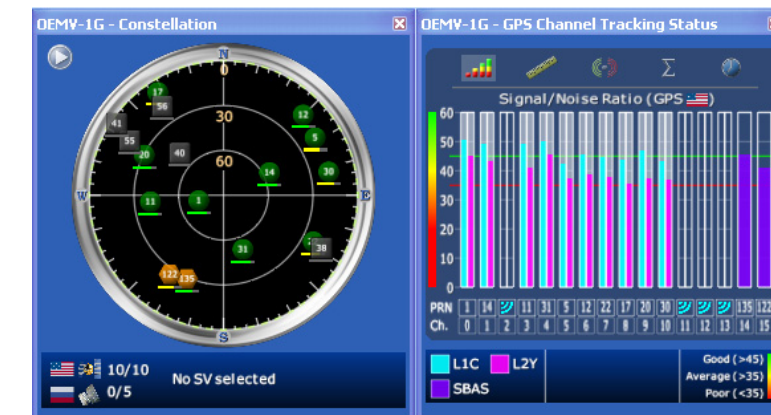 OEMV-1G - Constellation
N
0
17
56
30
12
41
5
55
20
40
60
14
30
W
11
1
E
31
38
122
135
S
10/10
0/5
No SV selected
OEMV-1G - GPS Channel Tracking Status
Σ
Signal/Noise Ratio (GPS)
60
50
40
30
20
10
0
PRN 1 14 11 31 5 12 22 17 20 30 135 122
Ch. 0 1 2 3 4 5 6 7 8 9 10 11 12 13 14 15
L1C L2Y
SBAS
Good (>45)
Average (>35)
Poor (<35)